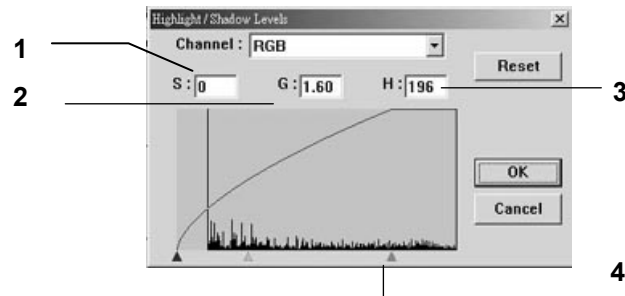 Highlight / Shadow Levels
1
Channel : RGB
Reset
S : 0
G : 1.60
H : 196
2
3
OK
Cancel
4